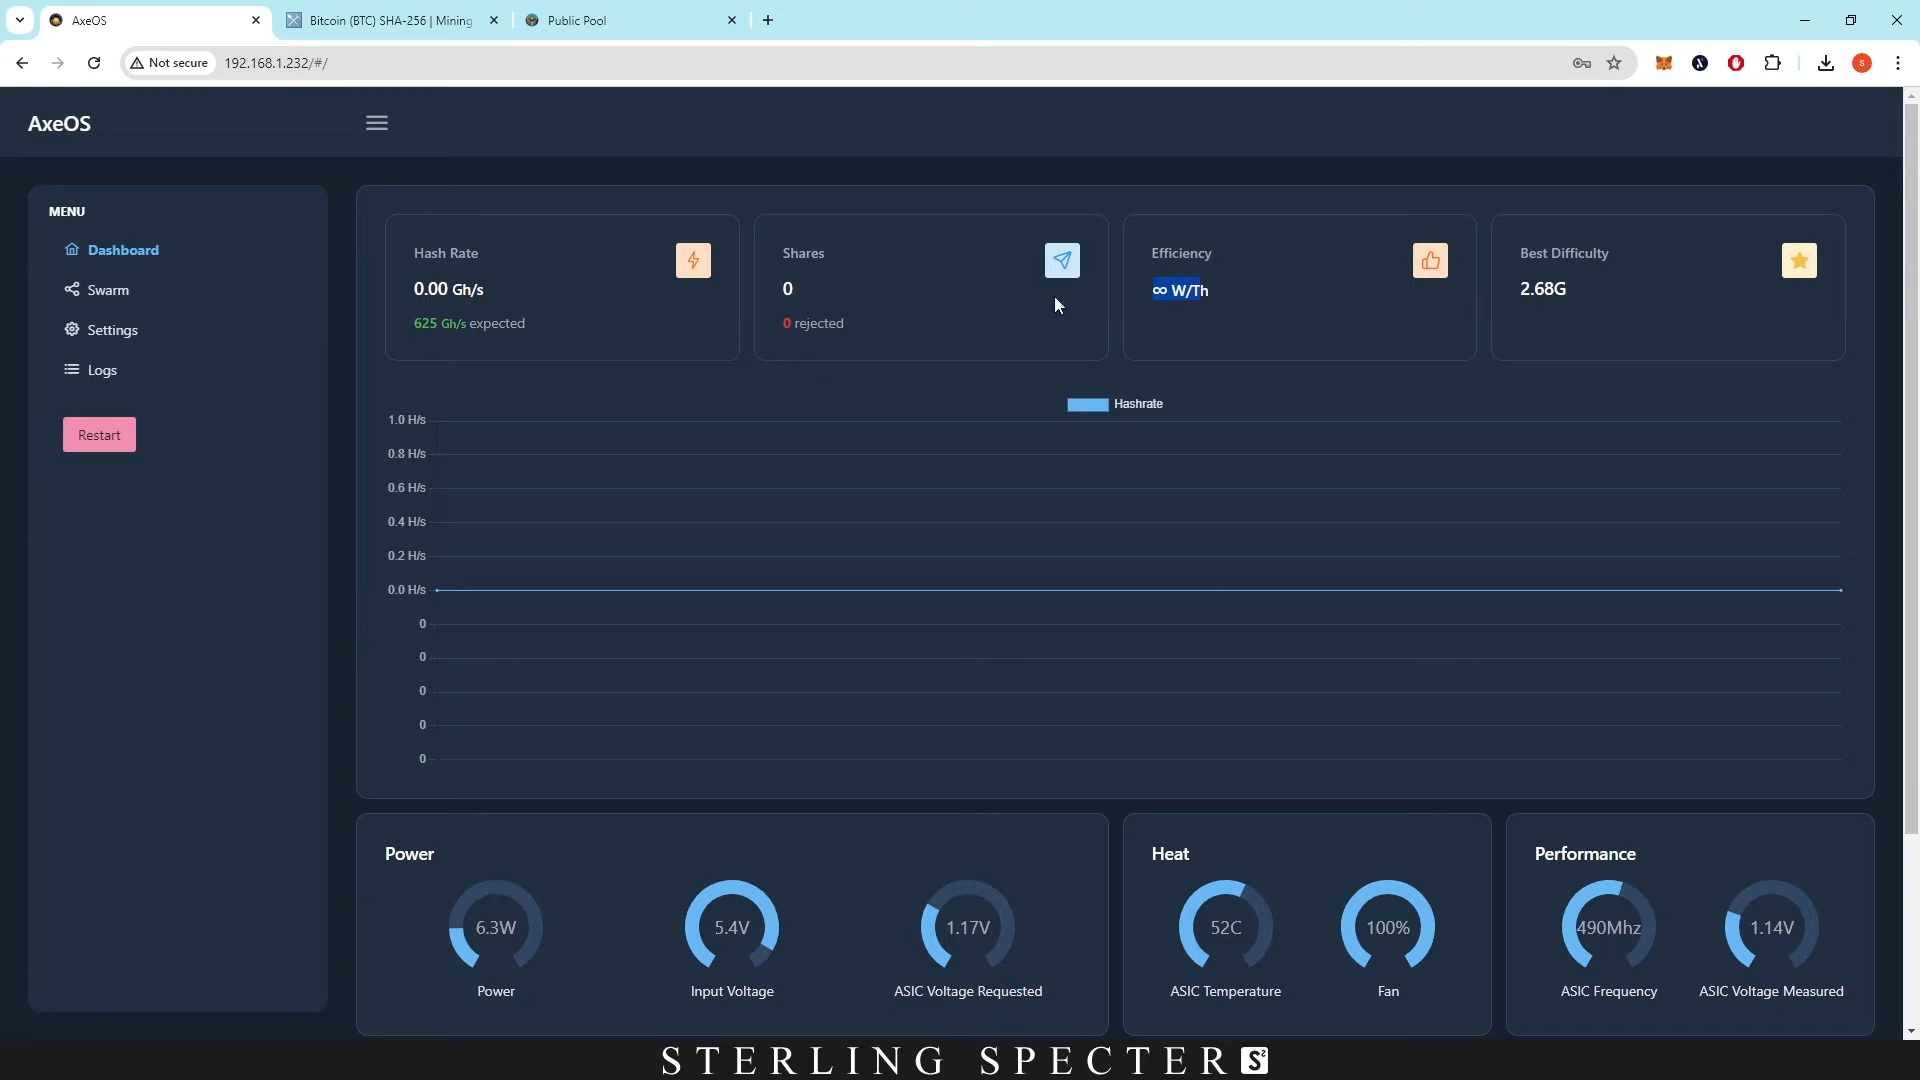 AxeOS
Bitcoin (BTC) SHA-256 | Mining
Public Pool
Not secure
192.168.1.232/#/
S
AxeOS
MENU
Dashboard
Swarm
Settings
Logs
Restart
Hash Rate
0.00 Gh/s
625 Gh/s expected
Shares
0
0 rejected
Efficiency
∞ W/Th
Best Difficulty
2.68G
Hashrate
1.0 H/s
0.8 H/s
0.6 H/s
0.4 H/s
0.2 H/s
0.0 H/s
0
0
0
0
0
Power
6.3W
Power
5.4V
Input Voltage
1.17V
ASIC Voltage Requested
Heat
52C
ASIC Temperature
100%
Fan
Performance
490Mhz
ASIC Frequency
1.14V
ASIC Voltage Measured
STERLING SPECTER S²